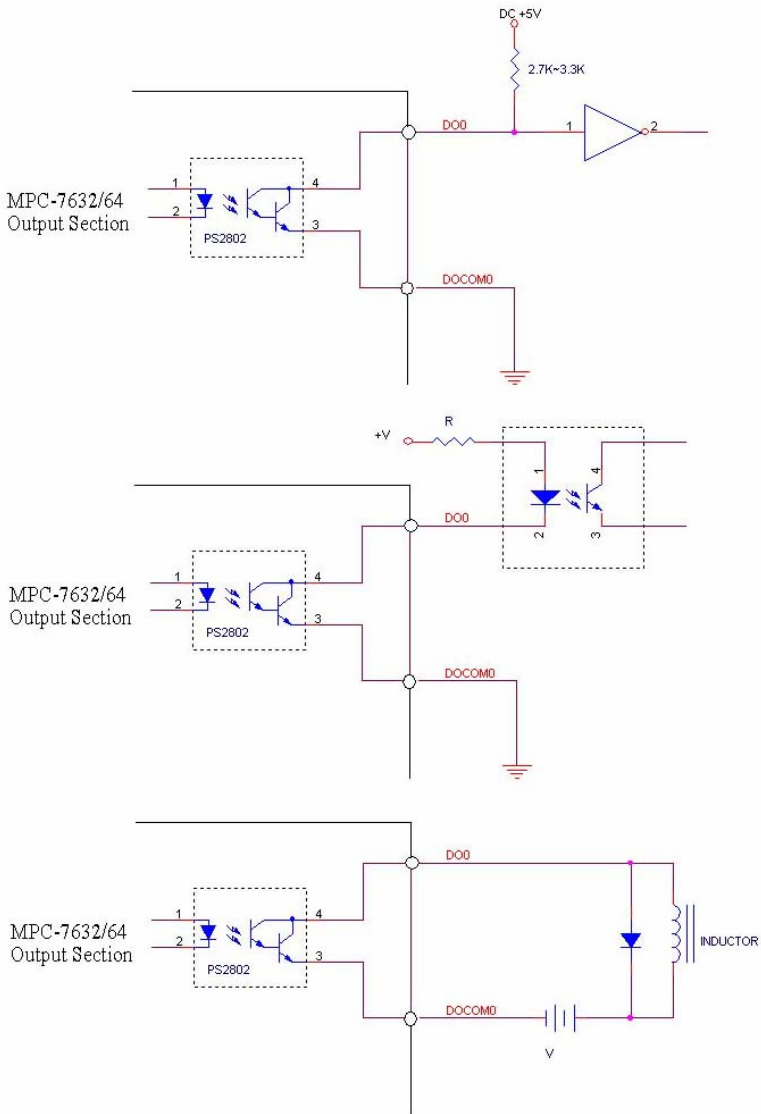 DC +5V
2.7K~3.3K
DO0
1
2
MPC-7632/64
Output Section
1
2
4
3
PS2802
DOCOM0
R
+V
1
4
2
3
DO0
MPC-7632/64
Output Section
1
2
4
3
PS2802
DOCOM0
DO0
MPC-7632/64
Output Section
1
2
4
3
PS2802
INDUCTOR
DOCOM0
V